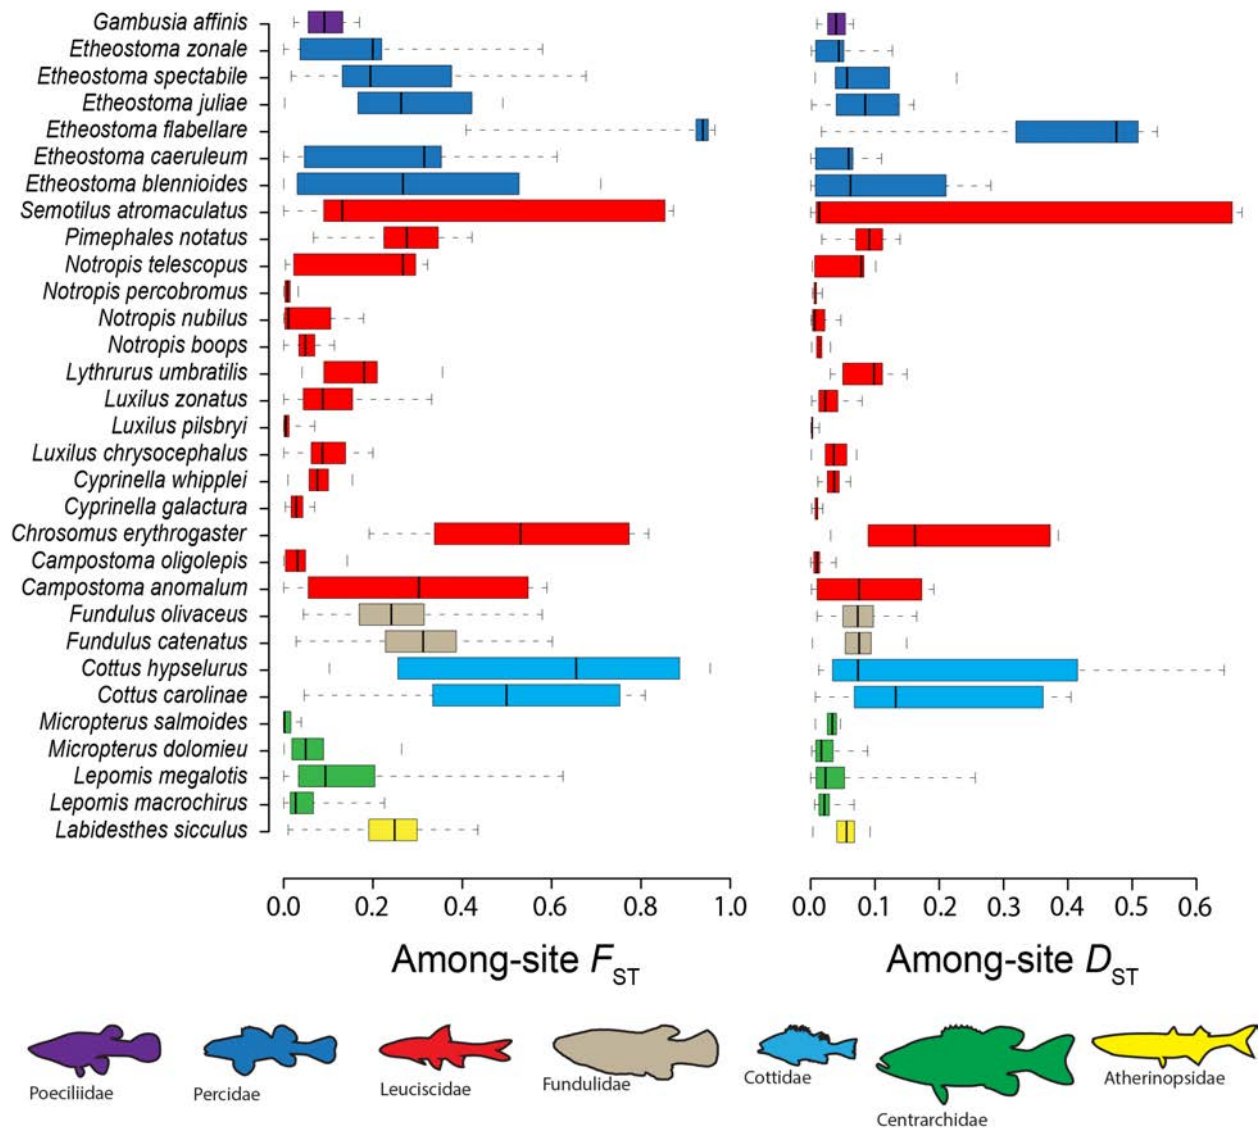 Gambusia affinis
Etheostoma zonale
Etheostoma spectabile
Etheostoma juliae
Etheostoma flabellare
Etheostoma caeruleum
Etheostoma blennioides
Semotilus atromaculatus
Pimephales notatus
Notropis telescopus
Notropis percobromus
Notropis nubilus
Notropis boops
Lythrurus umbratilis
Luxilus zonatus
Luxilus pilsbryi
Luxilus chrysocephalus
Cyprinella whipplei
Cyprinella galactura
Chrosomus erythrogaster
Campostoma oligolepis
Campostoma anomalum
Fundulus olivaceus
Fundulus catenatus
Cottus hypselurus
Cottus carolinae
Micropterus salmoides
Micropterus dolomieu
Lepomis megalotis
Lepomis macrochirus
Labidesthes sicculus
0.0 0.2 0.4 0.6 0.8 1.0
0.0 0.1 0.2 0.3 0.4 0.5 0.6
Among-site FST
Among-site DST
Poeciliidae
Percidae
Leuciscidae
Fundulidae
Cottidae
Centrarchidae
Atherinopsidae